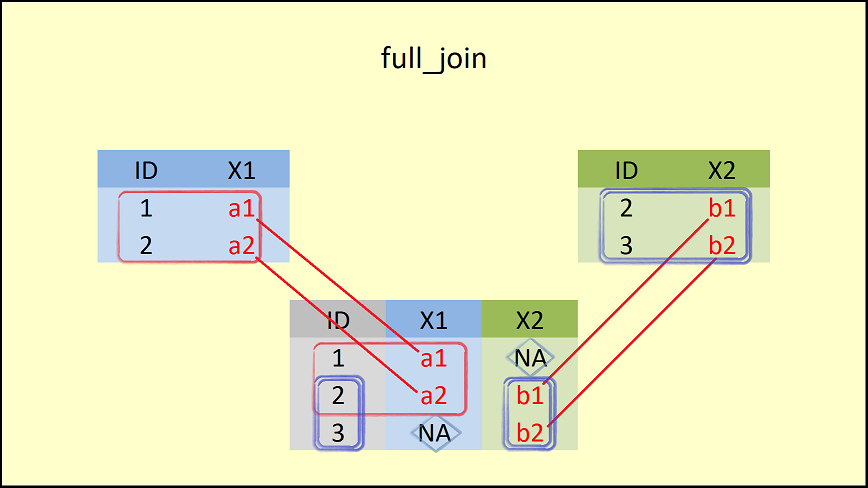 full_join
ID X1
1 a1
2 a2
ID X2
2 b1
3 b2
ID X1 X2
1 a1 NA
2 a2 b1
3 NA b2